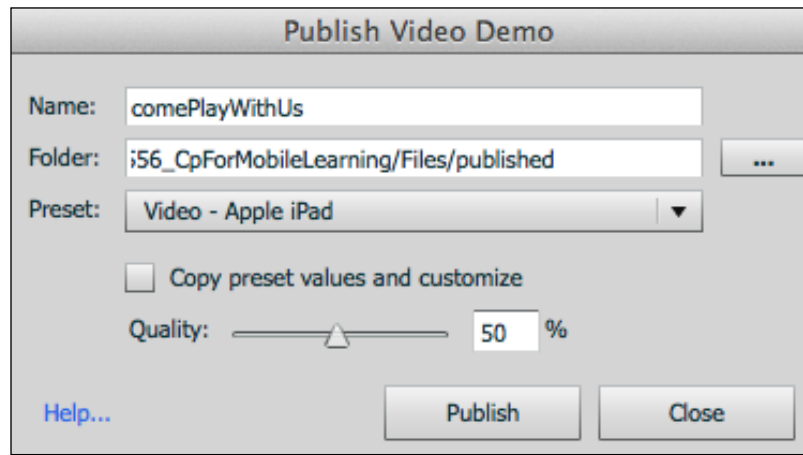 Publish Video Demo
Name: comePlayWithUs
Folder: 556_CpForMobileLearning/Files/published ...
Preset: Video - Apple iPad
Copy preset values and customize
Quality: 50 %
Help... Publish Close